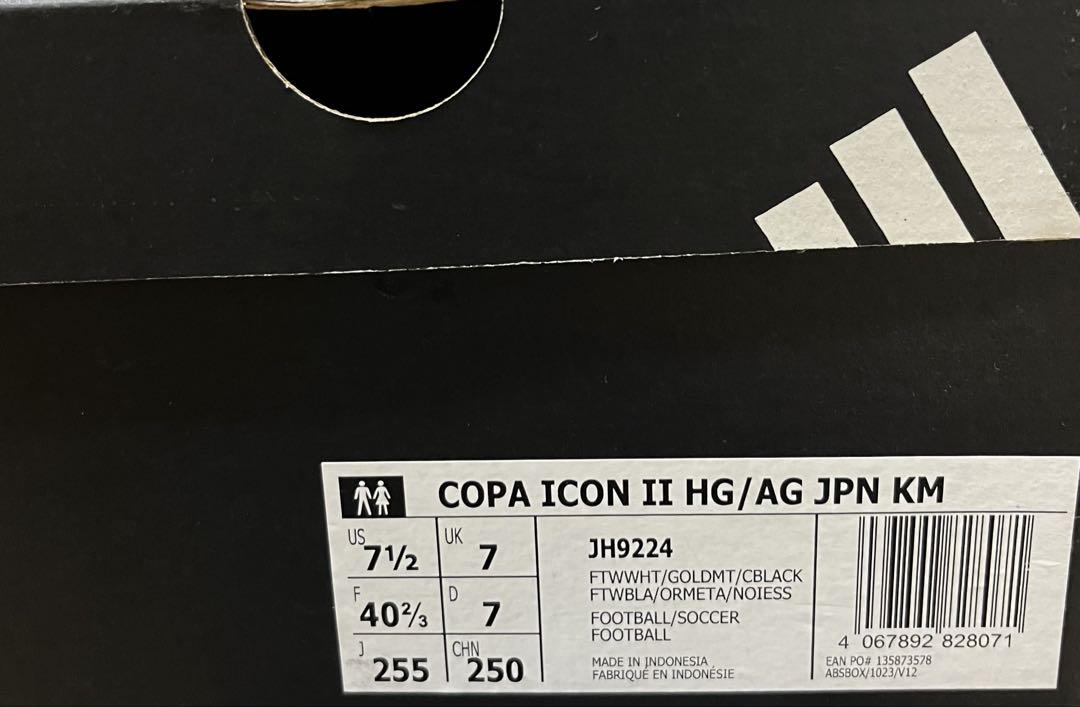 COPA ICON II HG/AG JPN KM
US 7½ UK 7
F 40⅔ D 7
J 255 CHN 250
JH9224
FTWWHT/GOLDMT/CBLACK
FTWBLA/ORMETA/NOIESS
FOOTBALL/SOCCER
FOOTBALL
MADE IN INDONESIA
FABRIQUÉ EN INDONÉSIE
4 067892 828071
EAN PO# 135873578
ABSBOX/1023/V12